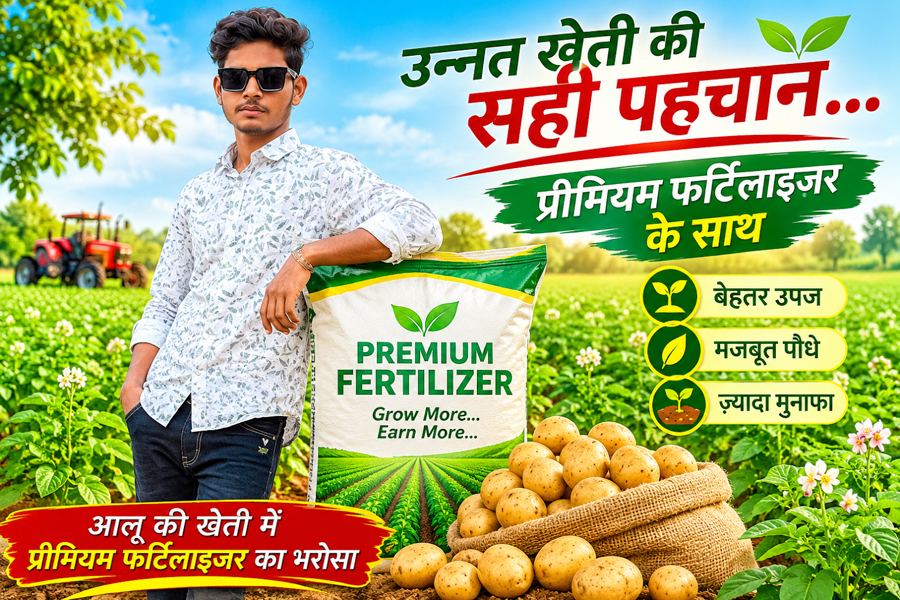 उन्नत खेती की
सही पहचान...
प्रीमियम फर्टिलाइजर
के साथ
बेहतर उपज
मजबूत पौधे
ज़्यादा मुनाफा
PREMIUM
FERTILIZER
Grow More...
Earn More...
आलू की खेती में
प्रीमियम फर्टिलाइजर का भरोसा